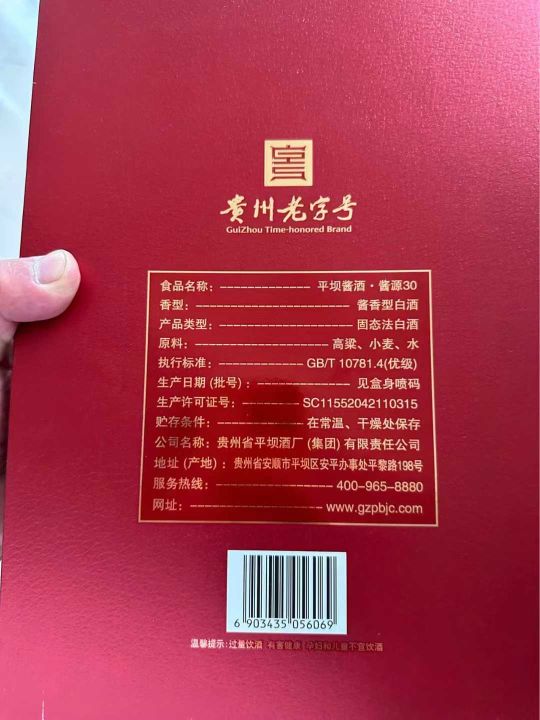 貴州老字号
GuiZhou Time-honored Brand
食品名称：-------------- 平坝酱酒·酱源30
香型：---------------------- 酱香型白酒
产品类型：-------------------- 固态法白酒
原料：-------------------- 高粱、小麦、水
执行标准：------------ GB/T 10781.4(优级)
生产日期 (批号)：-------------- 见盒身喷码
生产许可证号：-------- SC11552042110315
贮存条件：------------- 在常温、干燥处保存
公司名称：贵州省平坝酒厂 (集团) 有限责任公司
地址 (产地)：贵州省安顺市平坝区安平办事处平黎路198号
服务热线：----------------- 400-965-8880
网址：------------------- www.gzpbjc.com
6 903435 056069
温馨提示：过量饮酒 有害健康 孕妇和儿童不宜饮酒